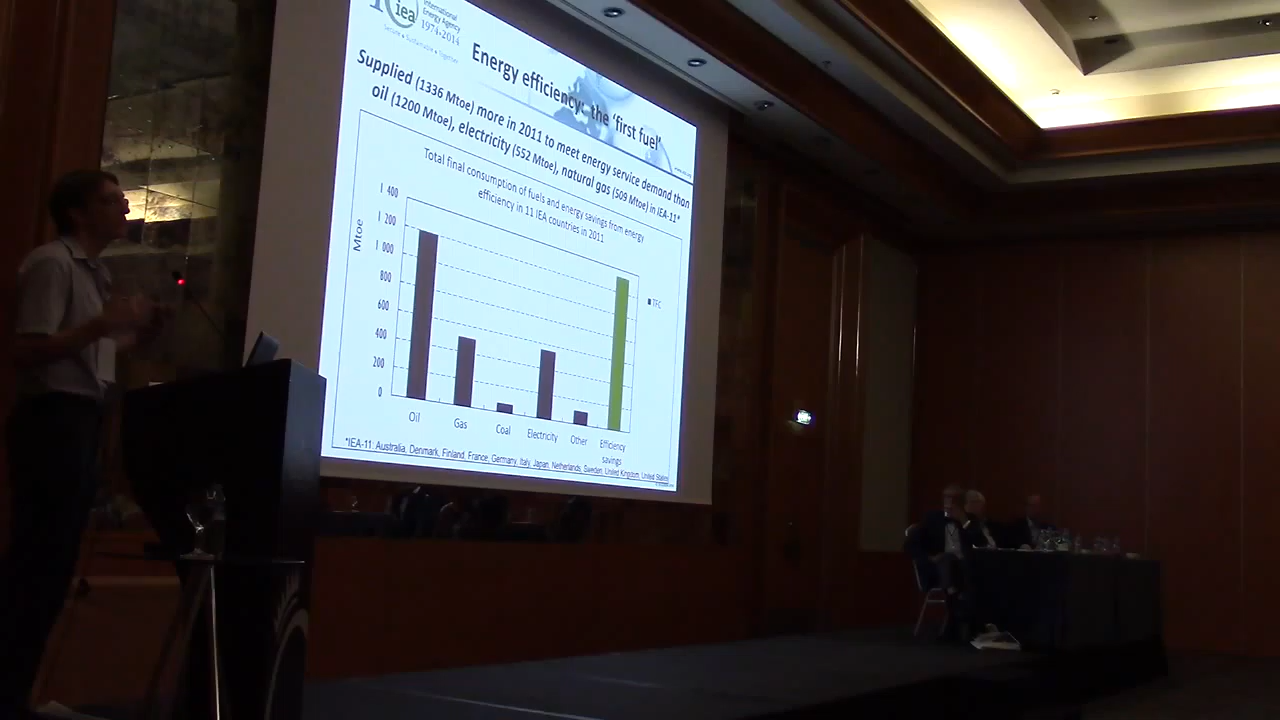 iea
International
Energy Agency
1974•2014
Secure • Sustainable • Together
Energy efficiency: the 'first fuel'
Supplied (1336 Mtoe) more in 2011 to meet energy service demand than
oil (1200 Mtoe), electricity (552 Mtoe), natural gas (509 Mtoe) in IEA-11*
Total final consumption of fuels and energy savings from energy
efficiency in 11 IEA countries in 2011
Mtoe
1 400
1 200
1 000
800
600
400
200
0
TFC
Oil
Gas
Coal
Electricity
Other
Efficiency
savings
*IEA-11: Australia, Denmark, Finland, France, Germany, Italy, Japan, Netherlands, Sweden, United Kingdom, United States